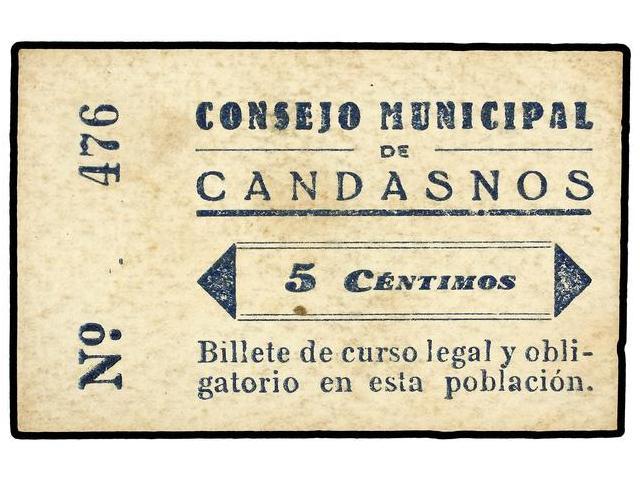 Nº 476
CONSEJO MUNICIPAL
DE
CANDASNOS
5 CÉNTIMOS
Billete de curso legal y obli-
gatorio en esta población.